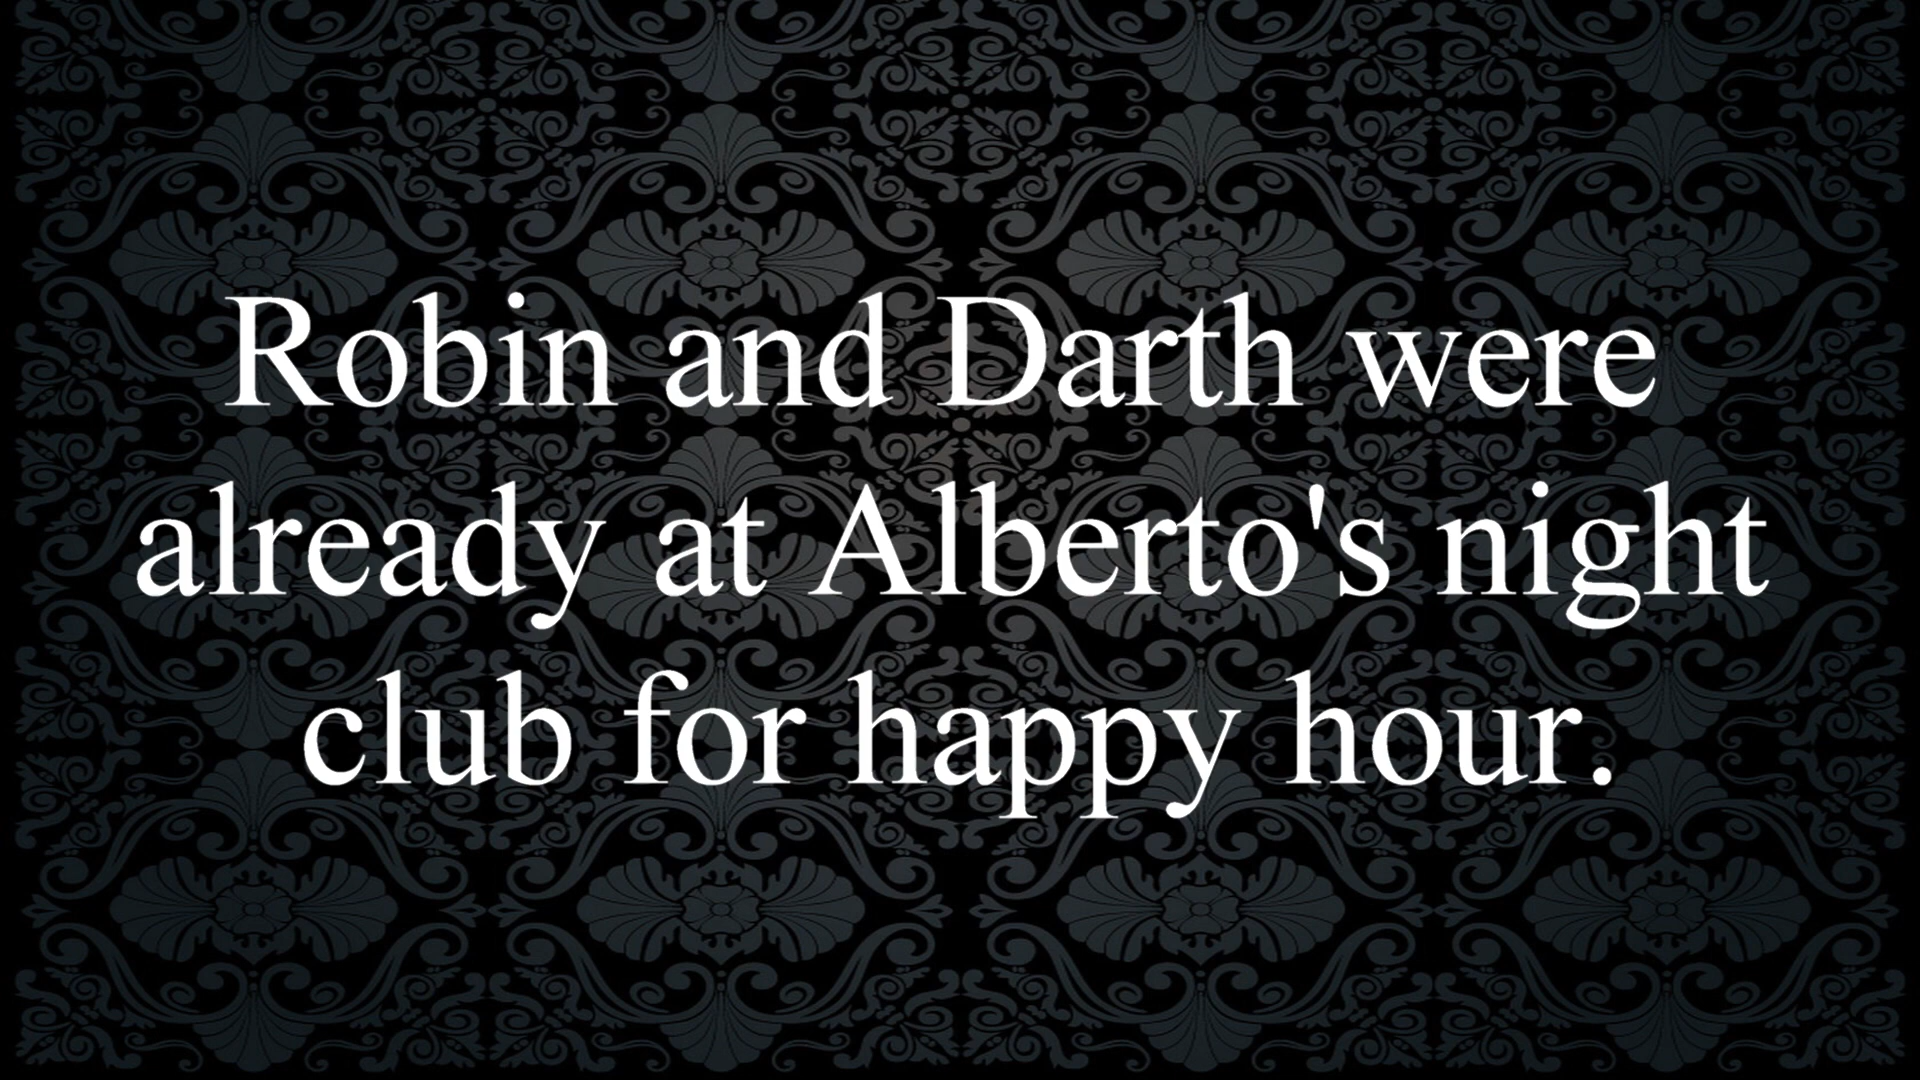 Robin and Darth were
already at Alberto's night
club for happy hour.